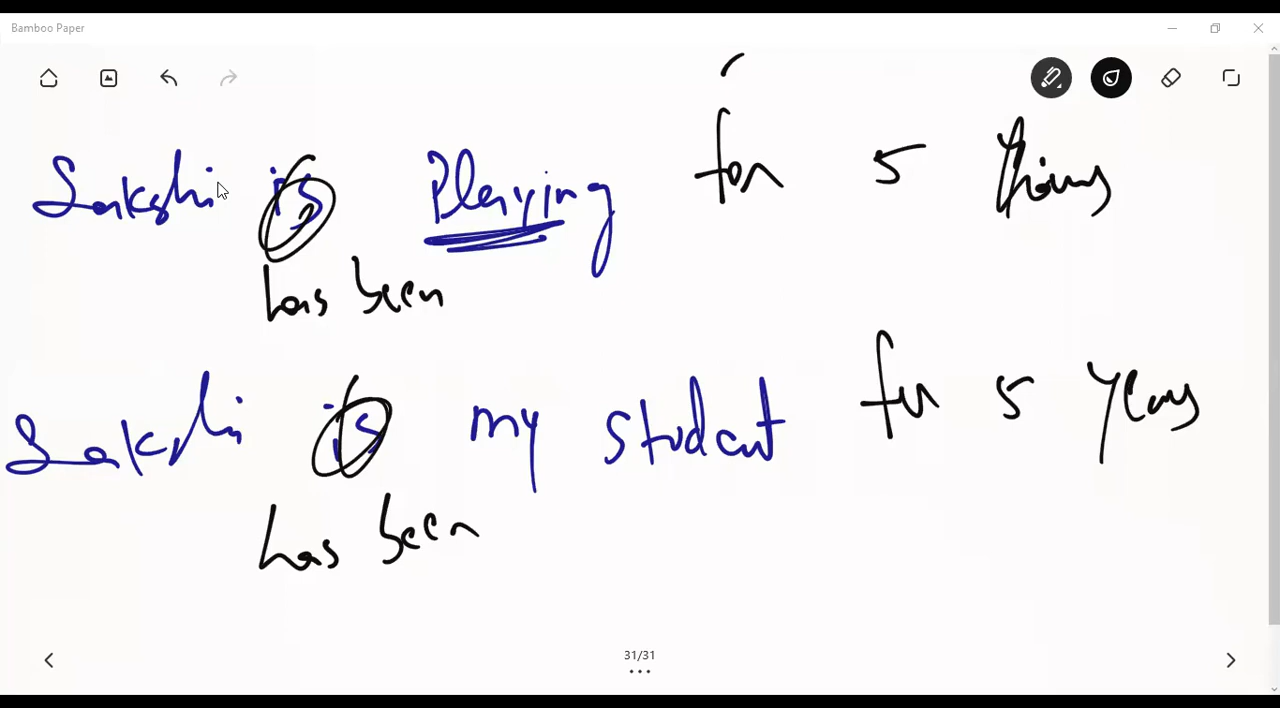 Bamboo Paper
Sakshi is Playing for 5
has been
Sakshi is my student for 5 years
has been
31/31